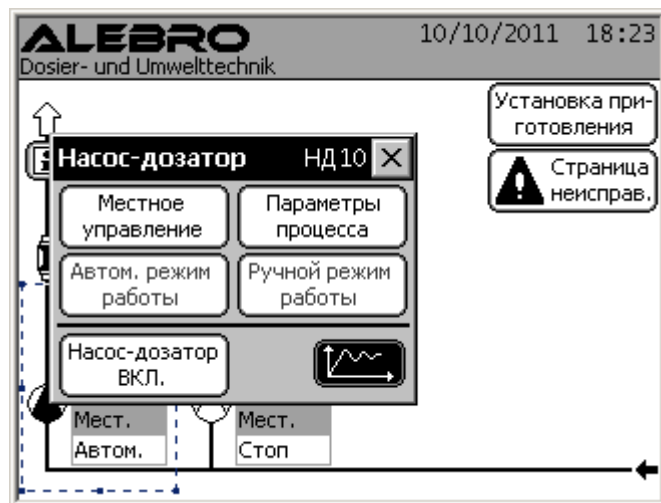 ALEBRO
10/10/2011 18:23
Dosier- und Umwelttechnik
Установка при-
готовления
Страница
неисправ.
Насос-дозатор НД10
Местное
управление
Параметры
процесса
Автом. режим
работы
Ручной режим
работы
Насос-дозатор
ВКЛ.
Мест.
Автом.
Мест.
Стоп